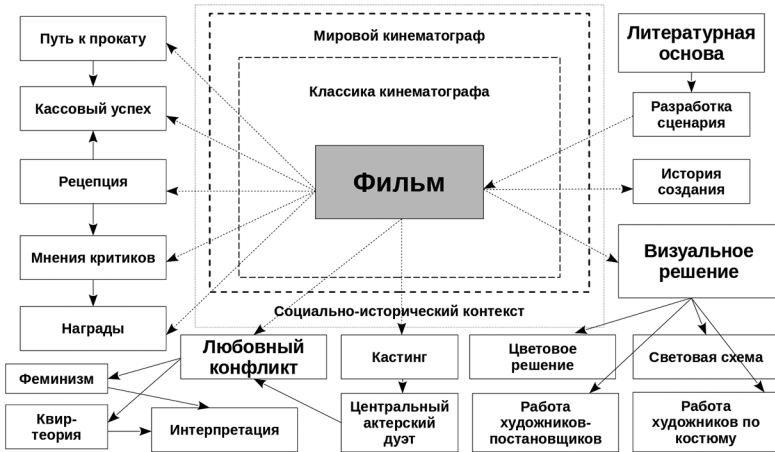 Путь к прокату
Кассовый успех
Рецепция
Мнения критиков
Награды
Мировой кинематограф
Классика кинематографа
Фильм
Социально-исторический контекст
Литературная
основа
Разработка
сценария
История
создания
Визуальное
решение
Любовный
конфликт
Кастинг
Цветовое
решение
Световая схема
Феминизм
Квир-
теория
Интерпретация
Центральный
актерский
дуэт
Работа
художников-
постановщиков
Работа
художников по
костюму